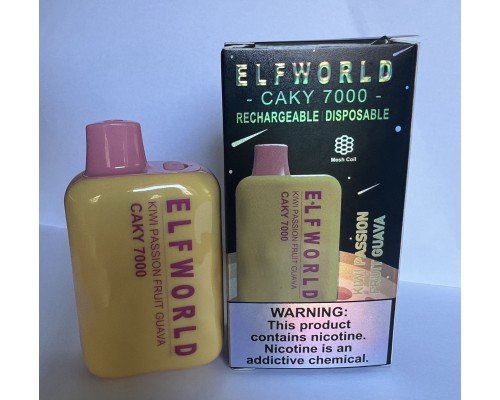 ELFWORLD
KIWI PASSION FRUIT GUAVA
CAKY 7000
ELFWORLD
- CAKY 7000 -
RECHARGEABLE DISPOSABLE
Mesh Coil
ELFWORLD
KIWI PASSION FRUIT GUAVA
CAKY 7000
KIWI PASSION
FRUIT GUAVA
WARNING:
This product
contains nicotine.
Nicotine is an
addictive chemical.